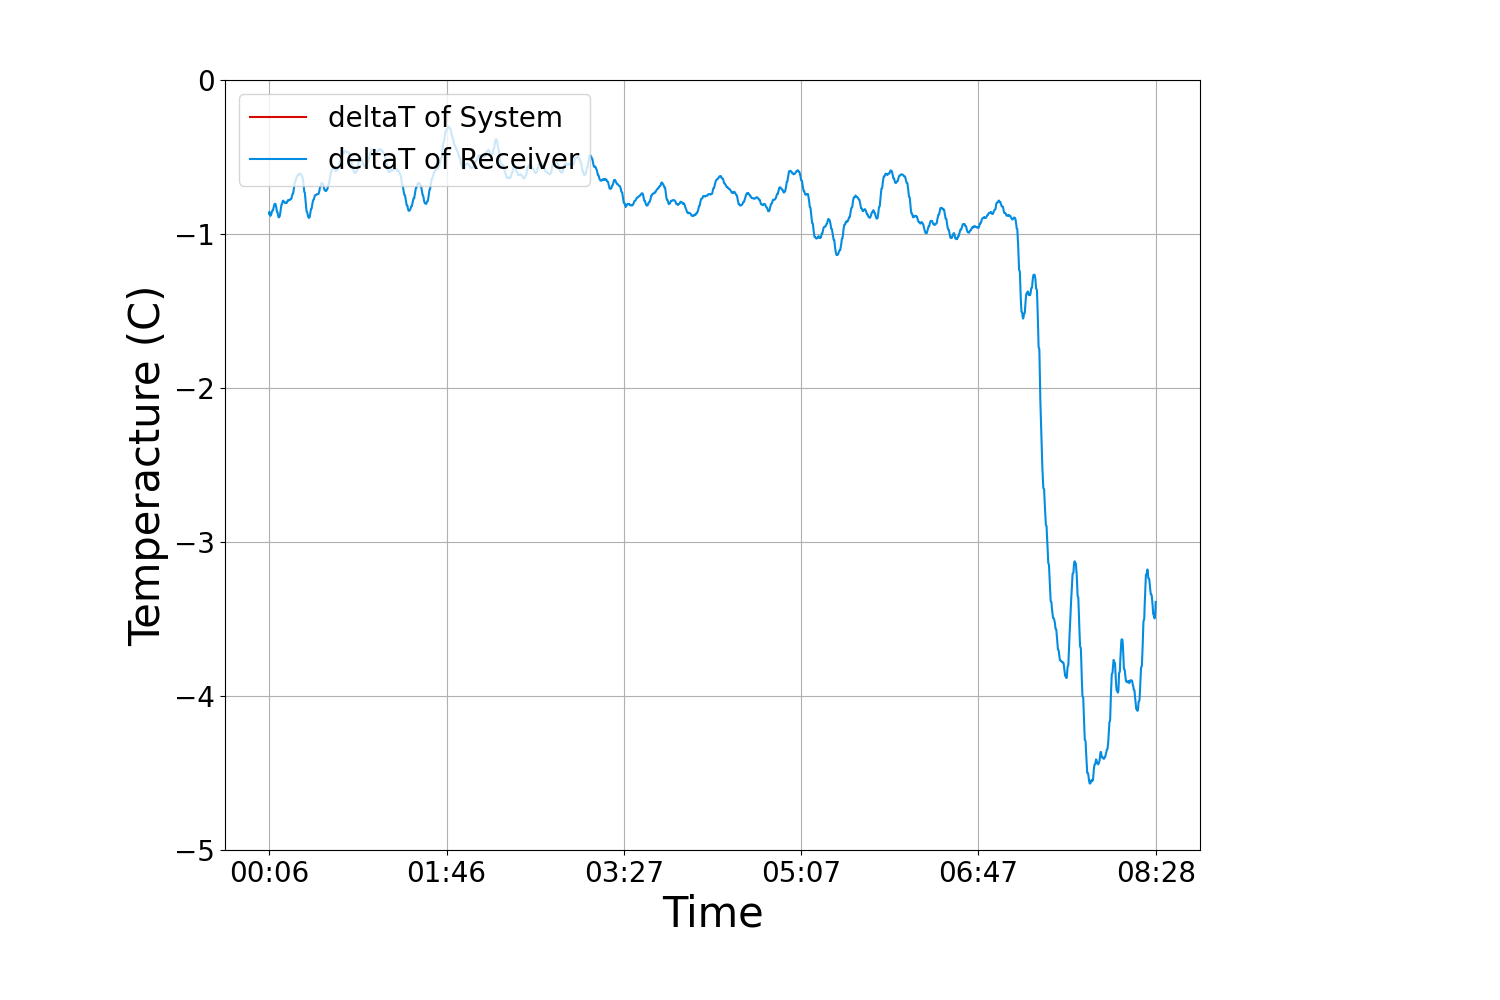 0
deltaT of System
deltaT of Receiver
−1
−2
−3
−4
−5
Temperacture (C)
00:06 01:46 03:27 05:07 06:47 08:28
Time